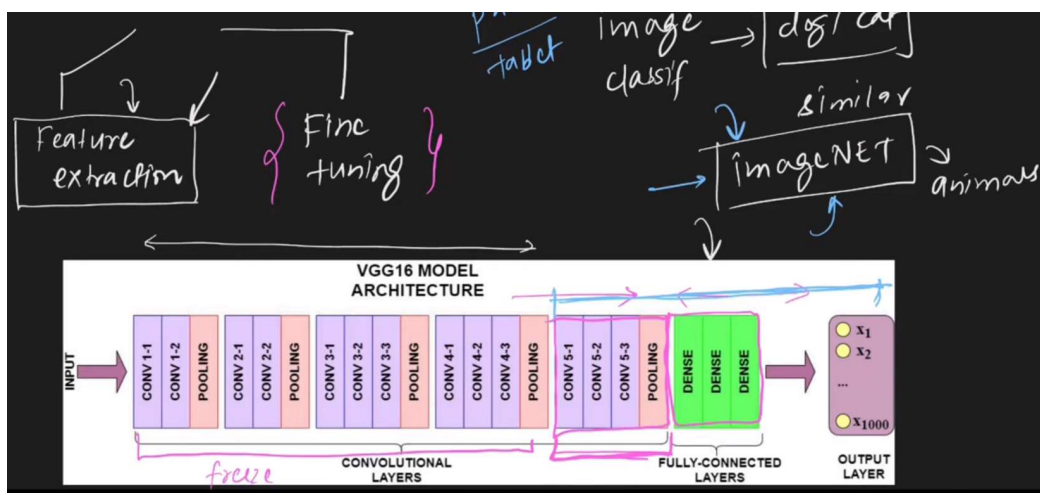 tabct
image
classif
dog/cat
Feature
extraction
Fine
tuning
similar
imageNET
animals
VGG16 MODEL
ARCHITECTURE
INPUT
CONV 1-1
CONV 1-2
POOLING
CONV 2-1
CONV 2-2
POOLING
CONV 3-1
CONV 3-2
CONV 3-3
POOLING
CONV 4-1
CONV 4-2
CONV 4-3
POOLING
CONV 5-1
CONV 5-2
CONV 5-3
POOLING
DENSE
DENSE
DENSE
x1
x2
...
x1000
freeze
CONVOLUTIONAL
LAYERS
FULLY-CONNECTED
LAYERS
OUTPUT
LAYER